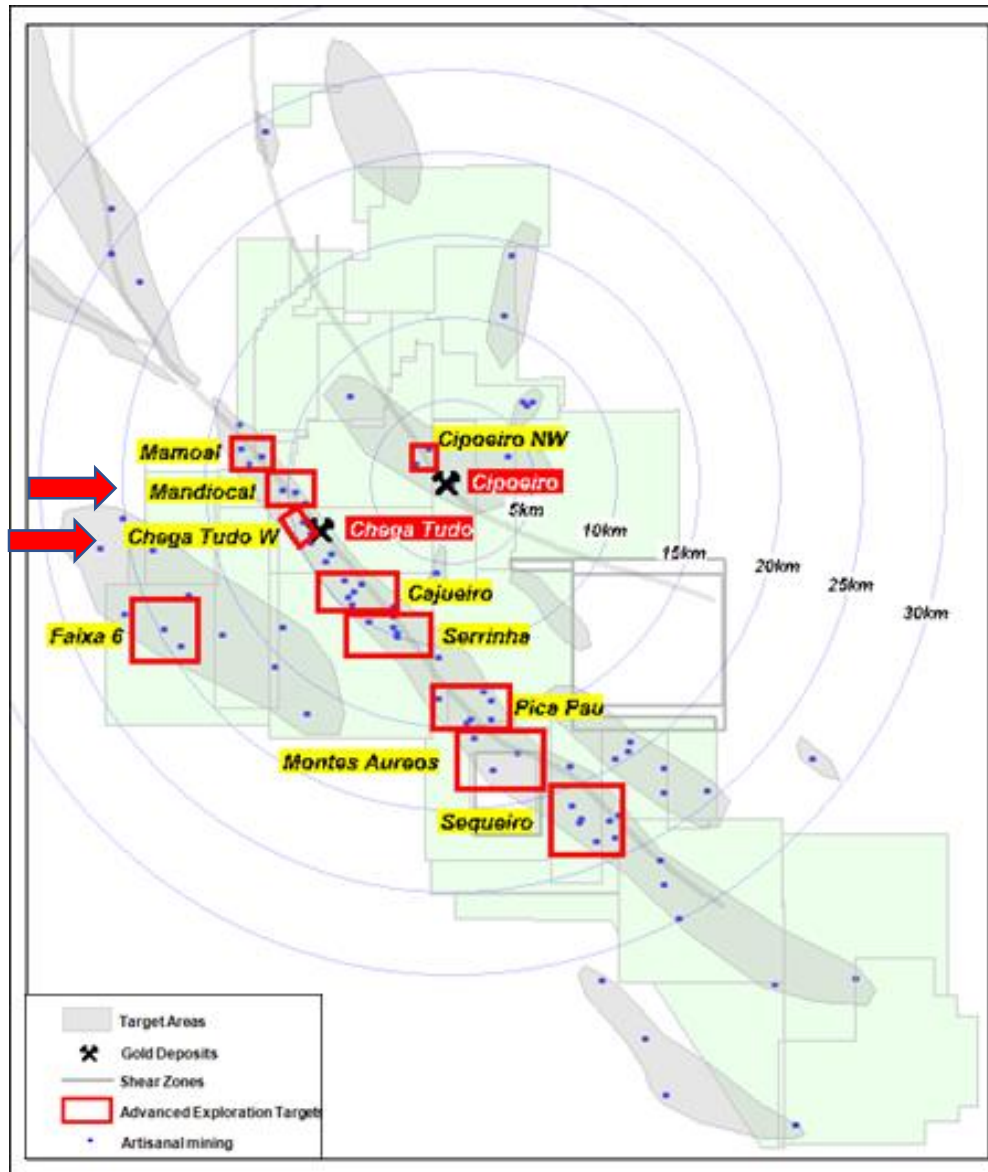 Cipoeiro NW
Mamoal
Cipoeiro
Mandiocal
5km
Chega Tudo
Chega Tudo W
10km
15km
20km
25km
30km
Cajueiro
Faixa 6
Serrinha
Pica Pau
Montes Aureos
Sequeiro
Target Areas
Gold Deposits
Shear Zones
Advanced Exploration Targets
Artisanal mining